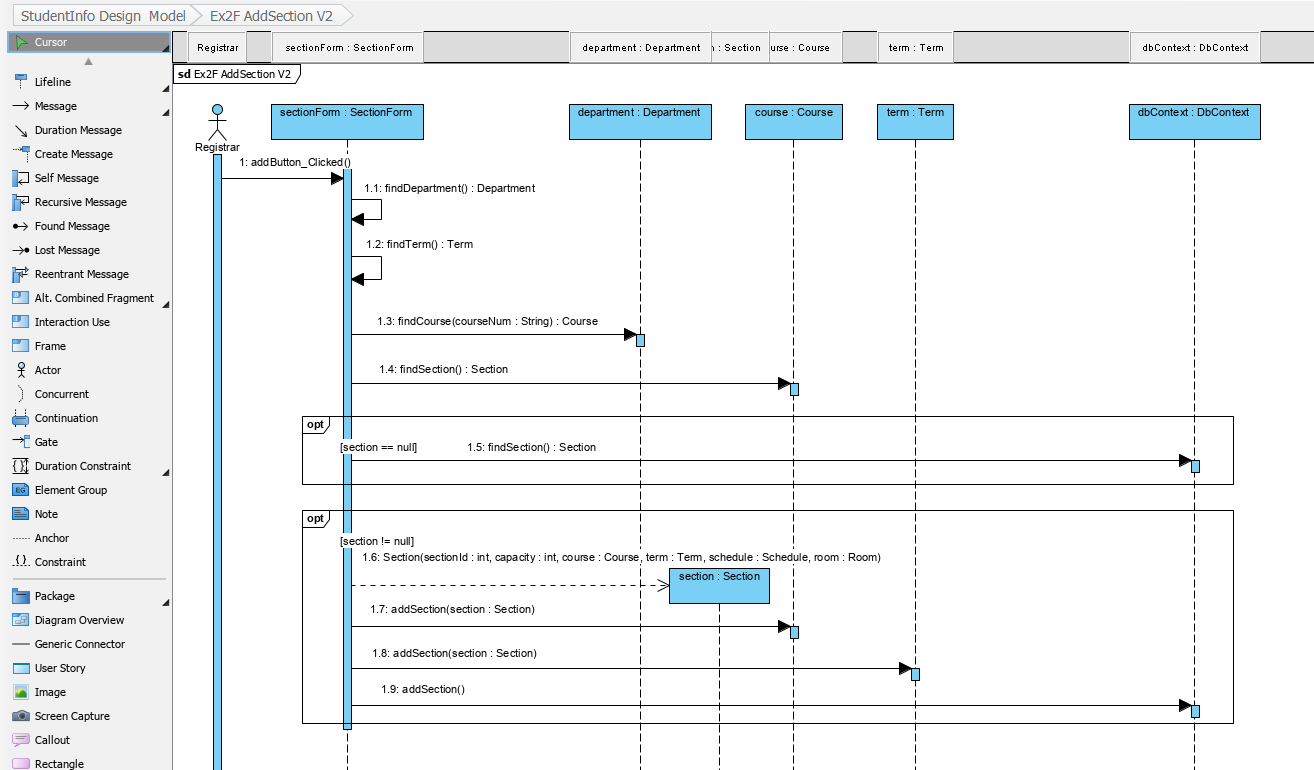 StudentInfo Design Model
Ex2F AddSection V2
Cursor
Lifeline
Message
Duration Message
Create Message
Self Message
Recursive Message
Found Message
Lost Message
Reentrant Message
Alt. Combined Fragment
Interaction Use
Frame
Actor
Concurrent
Continuation
Gate
Duration Constraint
Element Group
Note
Anchor
Constraint
Package
Diagram Overview
Generic Connector
User Story
Image
Screen Capture
Callout
Rectangle
Registrar
sectionForm : SectionForm
department : Department
: Section
urse : Course
term : Term
dbContext : DbContext
sd Ex2F AddSection V2
Registrar
sectionForm : SectionForm
department : Department
course : Course
term : Term
dbContext : DbContext
1: addButton_Clicked()
1.1: findDepartment() : Department
1.2: findTerm() : Term
1.3: findCourse(courseNum : String) : Course
1.4: findSection() : Section
opt
[section == null]
1.5: findSection() : Section
opt
[section != null]
1.6: Section(sectionId : int, capacity : int, course : Course, term : Term, schedule : Schedule, room : Room)
section : Section
1.7: addSection(section : Section)
1.8: addSection(section : Section)
1.9: addSection()